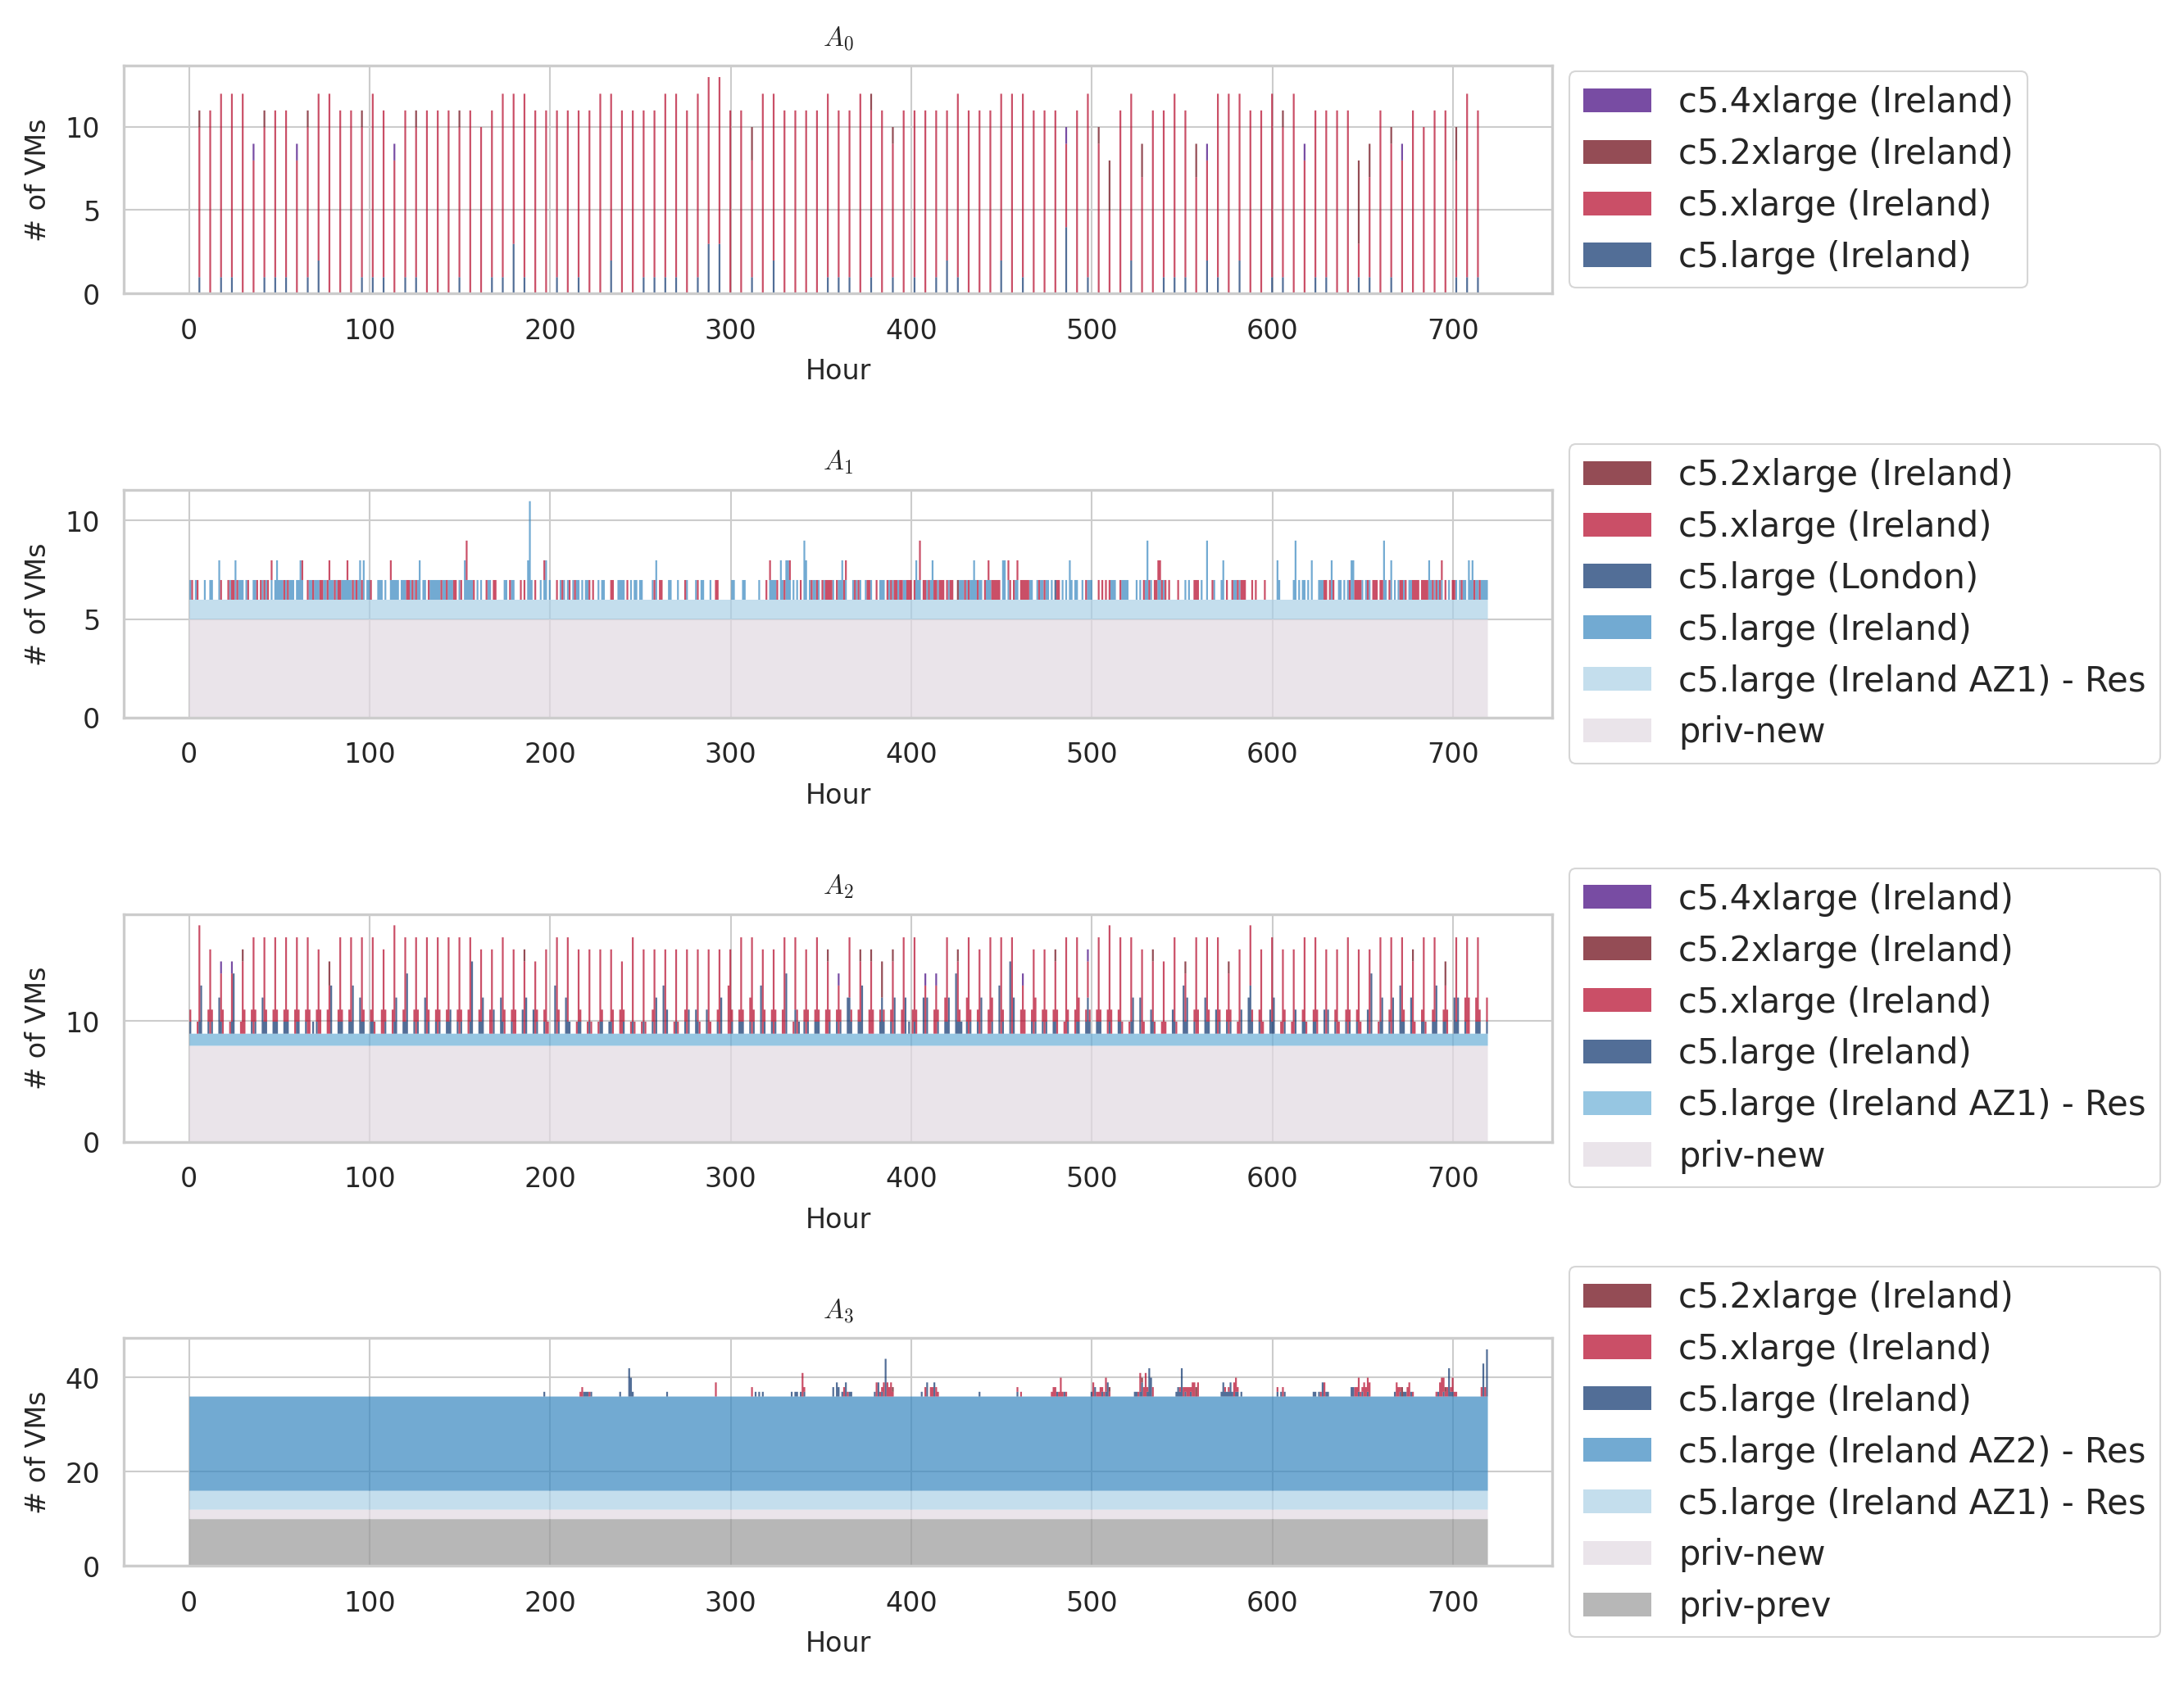 A0
# of VMs
10
5
0
0 100 200 300 400 500 600 700
Hour
c5.4xlarge (Ireland)
c5.2xlarge (Ireland)
c5.xlarge (Ireland)
c5.large (Ireland)
A1
# of VMs
10
5
0
0 100 200 300 400 500 600 700
Hour
c5.2xlarge (Ireland)
c5.xlarge (Ireland)
c5.large (London)
c5.large (Ireland)
c5.large (Ireland AZ1) - Res
priv-new
A2
# of VMs
10
0
0 100 200 300 400 500 600 700
Hour
c5.4xlarge (Ireland)
c5.2xlarge (Ireland)
c5.xlarge (Ireland)
c5.large (Ireland)
c5.large (Ireland AZ1) - Res
priv-new
A3
# of VMs
40
20
0
0 100 200 300 400 500 600 700
Hour
c5.2xlarge (Ireland)
c5.xlarge (Ireland)
c5.large (Ireland)
c5.large (Ireland AZ2) - Res
c5.large (Ireland AZ1) - Res
priv-new
priv-prev